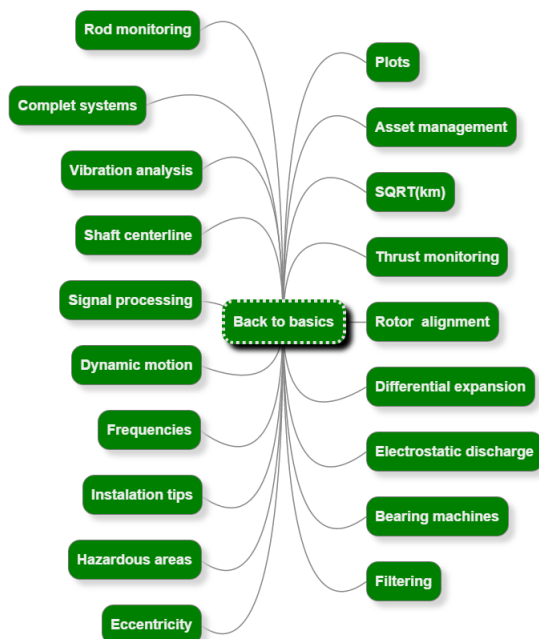 Rod monitoring
Complet systems
Vibration analysis
Shaft centerline
Signal processing
Dynamic motion
Frequencies
Instalation tips
Hazardous areas
Eccentricity
Back to basics
Plots
Asset management
SQRT(km)
Thrust monitoring
Rotor  alignment
Differential expansion
Electrostatic discharge
Bearing machines
Filtering